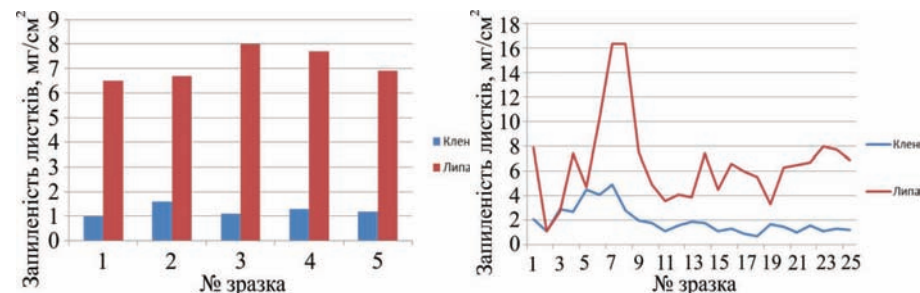 Запиленість листків, мг/см²
9
8
7
6
5
4
3
2
1
0
1 2 3 4 5
№ зразка
Клен
Липа
Запиленість листків, мг/см²
18
16
14
12
10
8
6
4
2
0
1 3 5 7 9 11 13 15 17 19 21 23 25
№ зразка
Клен
Липа